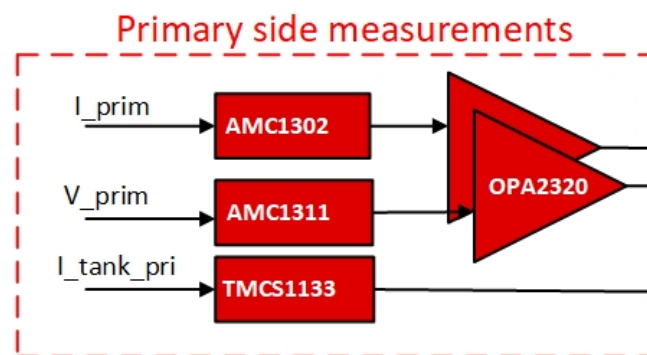 Primary side measurements
I_prim
AMC1302
V_prim
AMC1311
OPA2320
I_tank_pri
TMCS1133